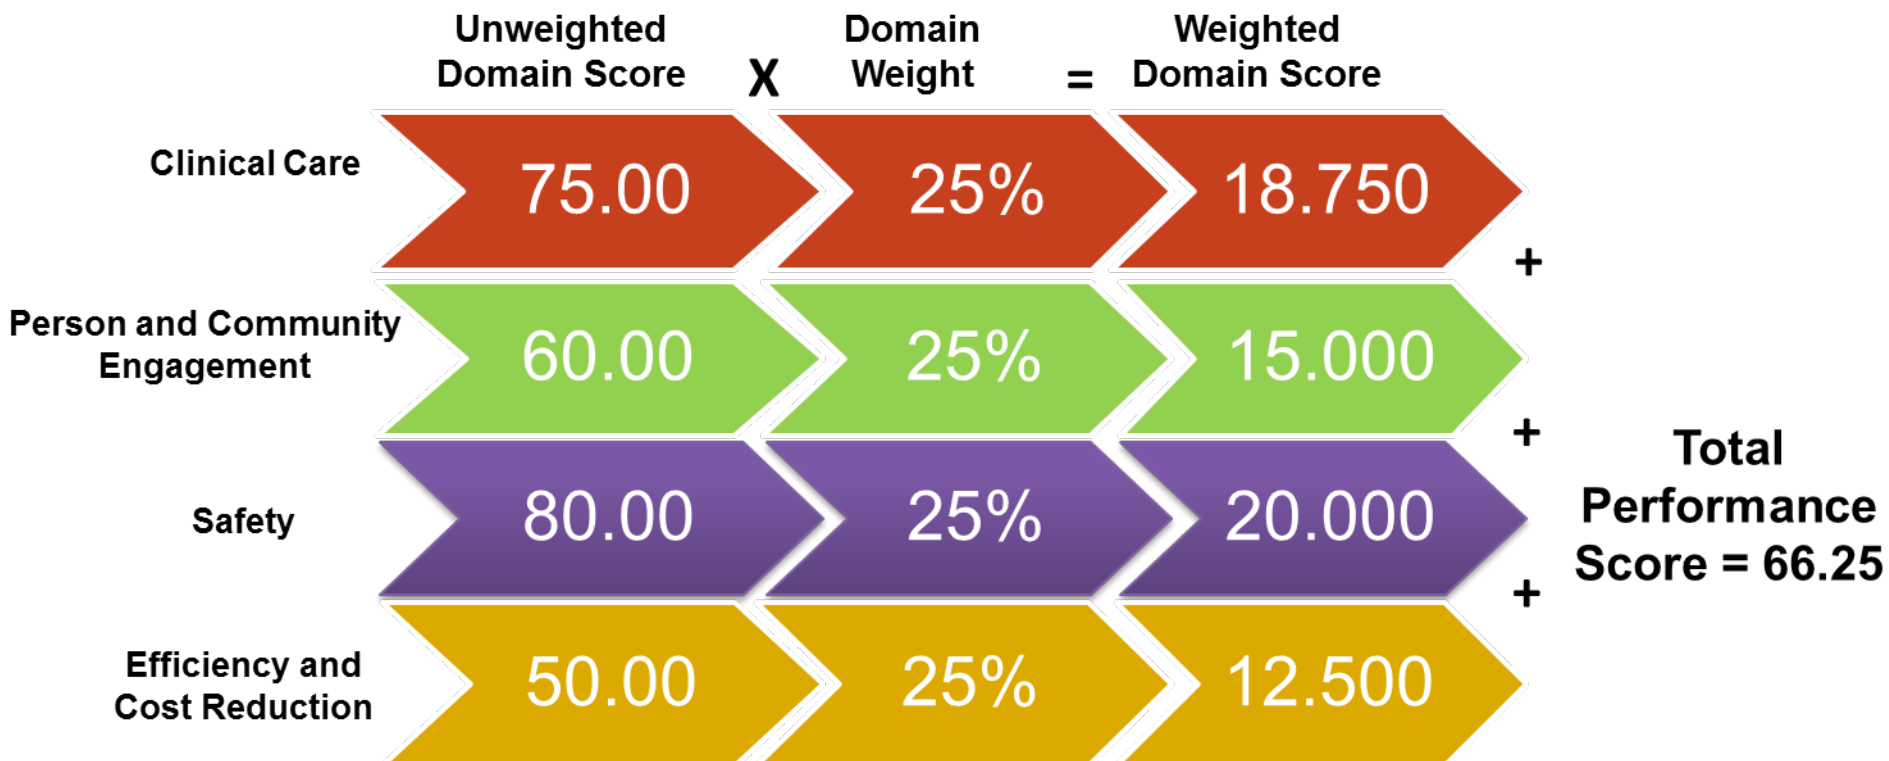 Unweighted
Domain Score
X
Domain
Weight
=
Weighted
Domain Score
Clinical Care
75.00
25%
18.750
+
Person and Community
Engagement
60.00
25%
15.000
+
Safety
80.00
25%
20.000
+
Efficiency and
Cost Reduction
50.00
25%
12.500
Total
Performance
Score = 66.25